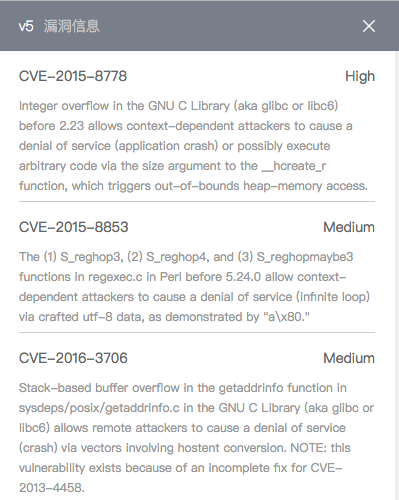 v5 漏洞信息
CVE-2015-8778 High
Integer overflow in the GNU C Library (aka glibc or libc6)
before 2.23 allows context-dependent attackers to cause a
denial of service (application crash) or possibly execute
arbitrary code via the size argument to the __hcreate_r
function, which triggers out-of-bounds heap-memory access.
CVE-2015-8853 Medium
The (1) S_reghop3, (2) S_reghop4, and (3) S_reghopmaybe3
functions in regexec.c in Perl before 5.24.0 allow context-
dependent attackers to cause a denial of service (infinite loop)
via crafted utf-8 data, as demonstrated by "a\x80."
CVE-2016-3706 Medium
Stack-based buffer overflow in the getaddrinfo function in
sysdeps/posix/getaddrinfo.c in the GNU C Library (aka glibc or
libc6) allows remote attackers to cause a denial of service
(crash) via vectors involving hostent conversion. NOTE: this
vulnerability exists because of an incomplete fix for CVE-
2013-4458.